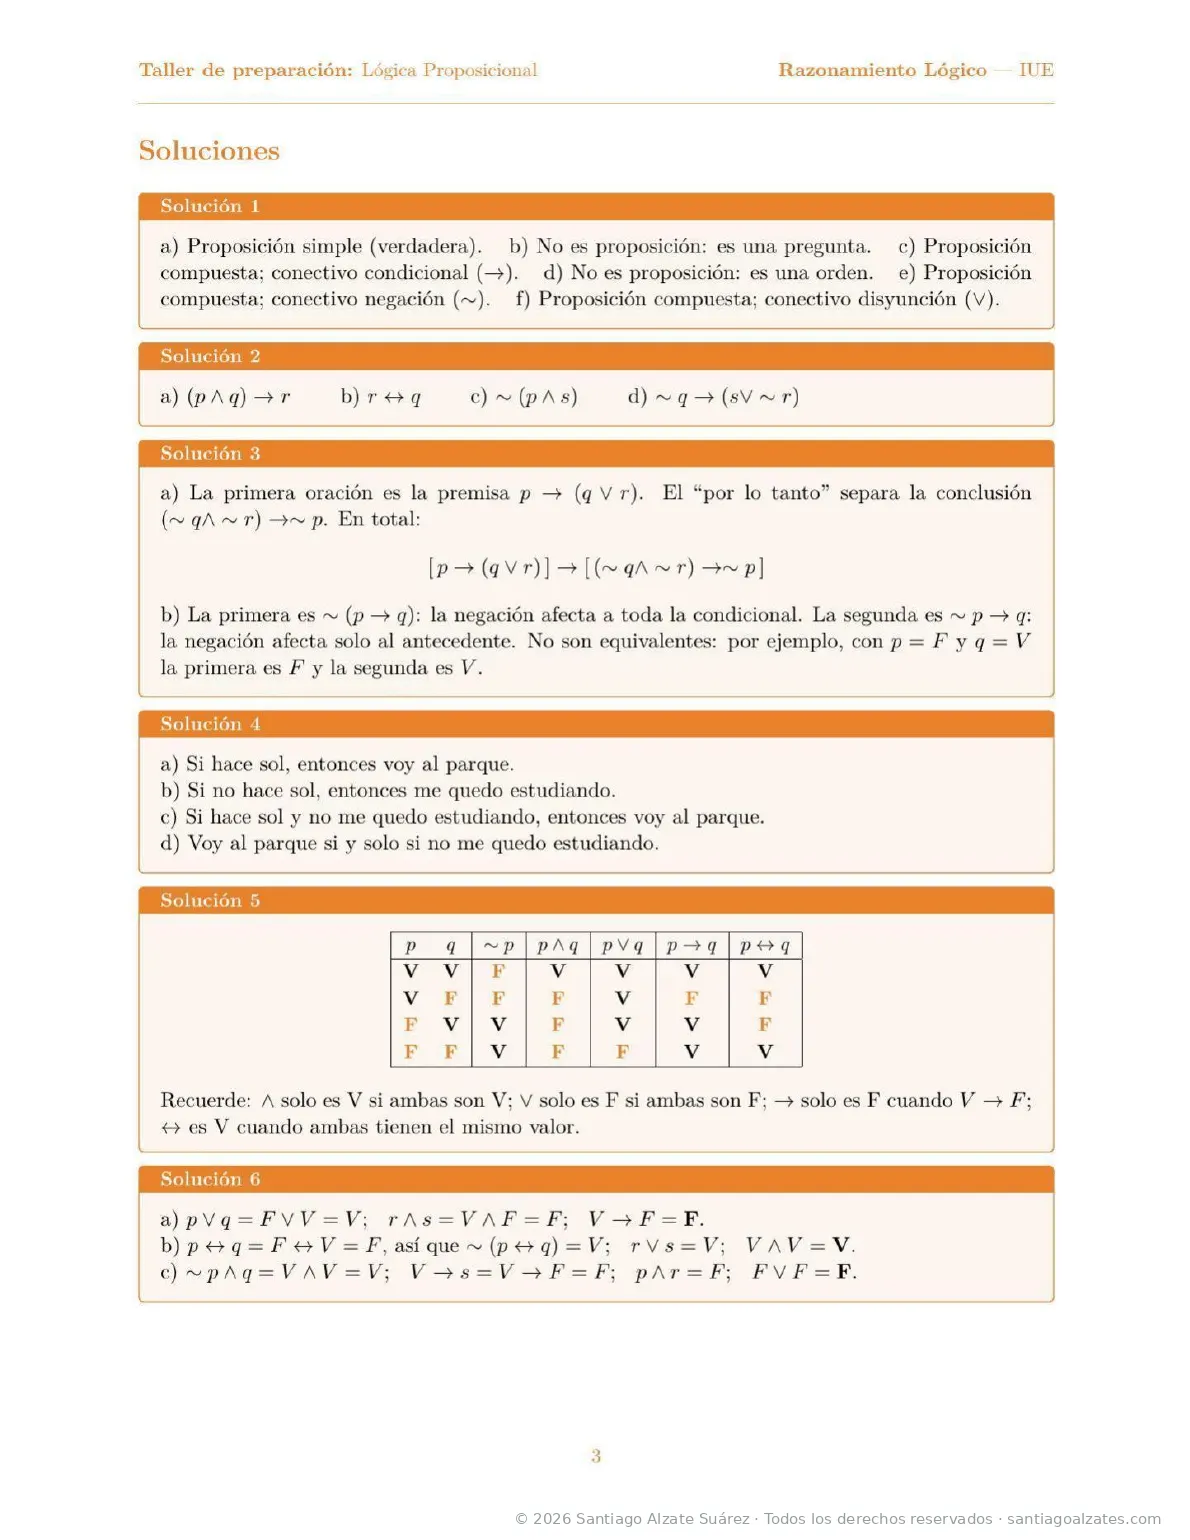 Taller de preparación: Lógica Proposicional Razonamiento Lógico — IUE
Soluciones
Solución 1
a) Proposición simple (verdadera). b) No es proposición: es una pregunta. c) Proposición
compuesta; conectivo condicional (→). d) No es proposición: es una orden. e) Proposición
compuesta; conectivo negación (∼). f) Proposición compuesta; conectivo disyunción (∨).
Solución 2
a) (p ∧ q) → r b) r ↔ q c) ∼ (p ∧ s) d) ∼ q → (s∨ ∼ r)
Solución 3
a) La primera oración es la premisa p → (q ∨ r). El “por lo tanto” separa la conclusión
(∼ q∧ ∼ r) →∼ p. En total:
[ p → (q ∨ r) ] → [ (∼ q∧ ∼ r) →∼ p ]
b) La primera es ∼ (p → q): la negación afecta a toda la condicional. La segunda es ∼ p → q:
la negación afecta solo al antecedente. No son equivalentes: por ejemplo, con p = F y q = V
la primera es F y la segunda es V.
Solución 4
a) Si hace sol, entonces voy al parque.
b) Si no hace sol, entonces me quedo estudiando.
c) Si hace sol y no me quedo estudiando, entonces voy al parque.
d) Voy al parque si y solo si no me quedo estudiando.
Solución 5
p q ∼ p p ∧ q p ∨ q p → q p ↔ q
V V F V V V V
V F F F V F F
F V V F V V F
F F V F F V V
Recuerde: ∧ solo es V si ambas son V; ∨ solo es F si ambas son F; → solo es F cuando V → F;
↔ es V cuando ambas tienen el mismo valor.
Solución 6
a) p ∨ q = F ∨ V = V; r ∧ s = V ∧ F = F; V → F = F.
b) p ↔ q = F ↔ V = F, así que ∼ (p ↔ q) = V; r ∨ s = V; V ∧ V = V.
c) ∼ p ∧ q = V ∧ V = V; V → s = V → F = F; p ∧ r = F; F ∨ F = F.
3
© 2026 Santiago Alzate Suárez · Todos los derechos reservados · santiagoalzates.com